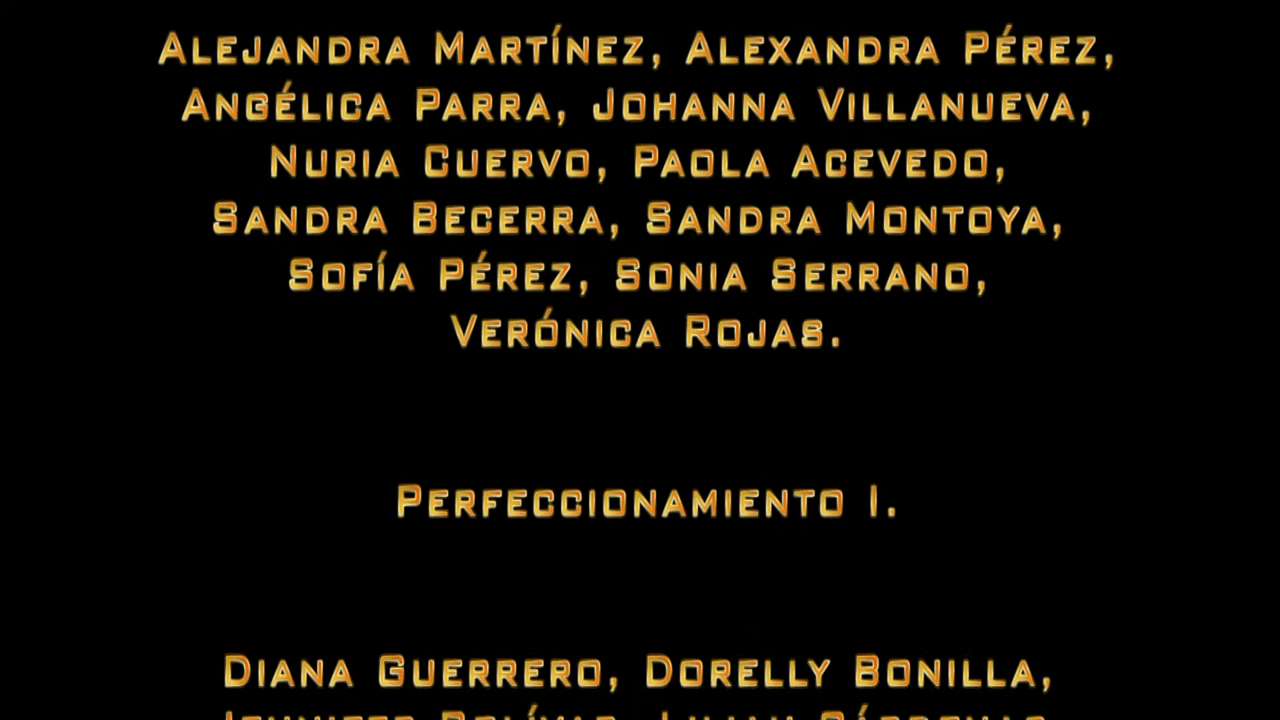 Alejandra Martínez, Alexandra Pérez,
Angélica Parra, Johanna Villanueva,
Nuria Cuervo, Paola Acevedo,
Sandra Becerra, Sandra Montoya,
Sofía Pérez, Sonia Serrano,
Verónica Rojas.
Perfeccionamiento I.
Diana Guerrero, Dorelly Bonilla,